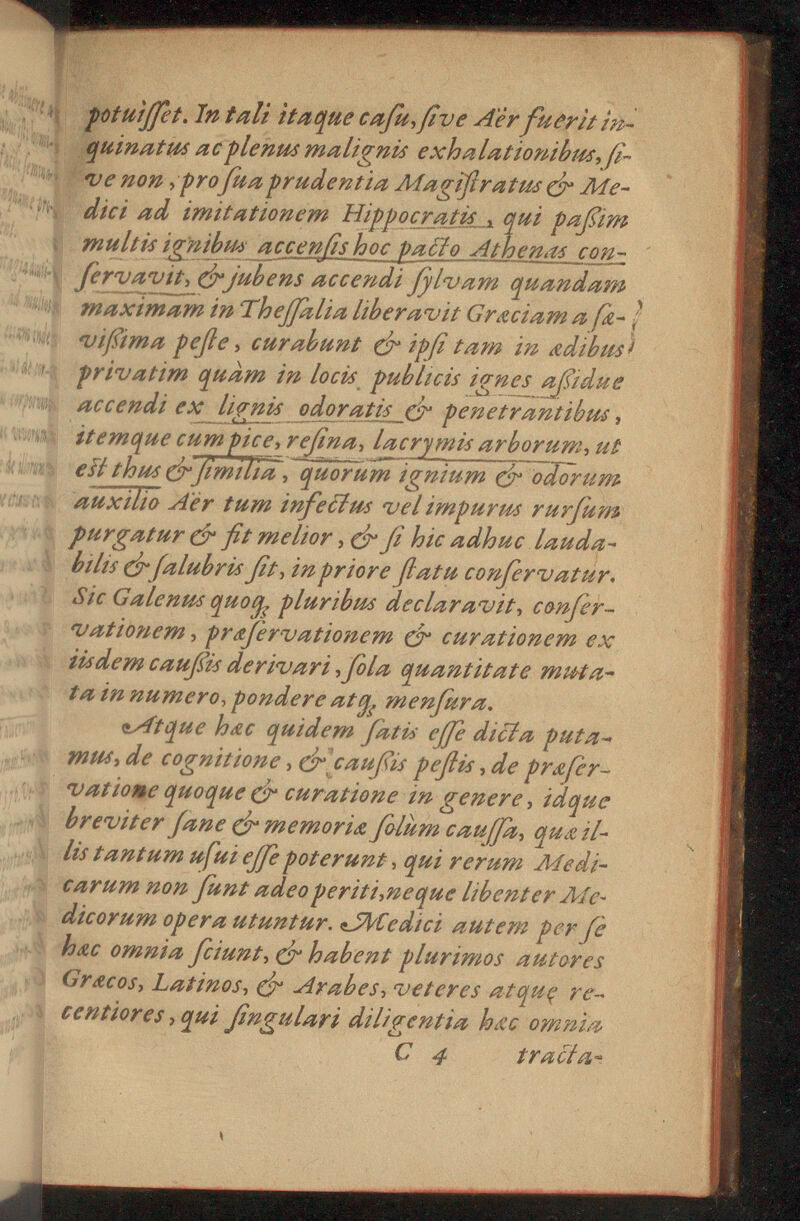 potuiſſet. In tali itaque caſu, ſive Aër fuerit in-
quinatus ac plenus malignis exhalationibus, ſi-
ve non, pro ſua prudentia Magiſtratus & Me-
dici ad imitationem Hippocratis, qui paſſim
multis ignibus accenſis hoc pacto Athenas con-
ſervavit, & jubens accendi ſylvam quandam
maximam in Theſſalia liberavit Græciam a ſæ-
viſſima peſte, curabunt & ipſi tam in ædibus
privatim quàm in locis publicis ignes aſſidue
accendi ex lignis odoratis & penetrantibus,
itemque cum pice, reſina, lacrymis arborum, ut
est thus & ſimilia, quorum ignium & odorum
auxilio Aër tum infectus vel impurus rurſum
purgatur & fit melior, & ſi hic adhuc lauda-
bilis & ſalubris ſit, in priore ſtatu conſervatur.
Sic Galenus quoq, pluribus declaravit, conſer-
vationem, præſervationem & curationem ex
iisdem cauſſis derivari, ſola quantitate muta-
ta in numero, pondere atq, menſura.
Atque hæc quidem ſatis eſſe dicta puta-
mus, de cognitione, & cauſſis peſtis, de præſer-
vatione quoque & curatione in genere, idque
breviter ſane & memoriæ ſolùm cauſſa, quæ il-
lis tantum uſui eſſe poterunt, qui rerum Medi-
carum non ſunt adeo periti, neque libenter Me-
dicorum opera utuntur. Medici autem per ſe
hæc omnia ſciunt, & habent plurimos autores
Græcos, Latinos, & Arabes, veteres atque re-
centiores, qui ſingulari diligentia hæc omnia
C 4 tracta-